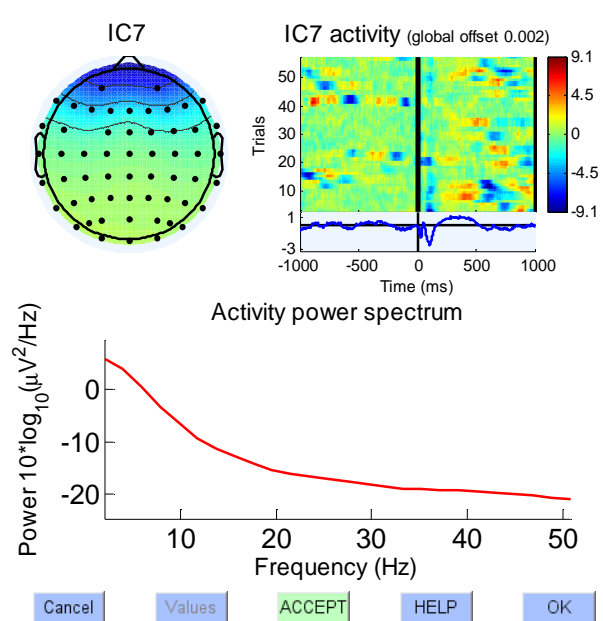 IC7
IC7 activity (global offset 0.002)
Trials
50
40
30
20
10
9.1
4.5
0
-4.5
-9.1
1
-3
-1000 -500 0 500 1000
Time (ms)
Activity power spectrum
Power 10*log10(μV2/Hz)
0
-10
-20
10 20 30 40 50
Frequency (Hz)
Cancel Values ACCEPT HELP OK